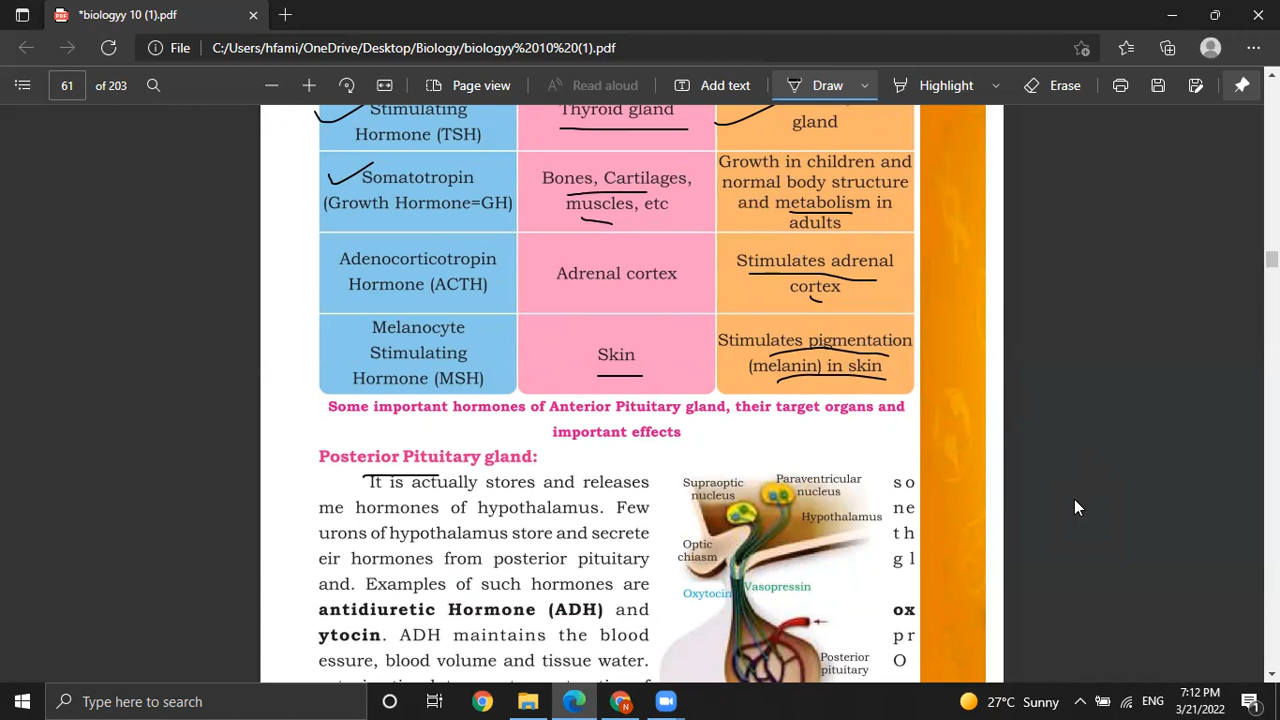 *biologyy 10 (1).pdf
File
C:/Users/hfami/OneDrive/Desktop/Biology/biologyy%2010%20(1).pdf
61 of 203
Page view
Read aloud
Add text
Draw
Highlight
Erase
Stimulating
Hormone (TSH)
Thyroid gland
gland
Somatotropin
(Growth Hormone=GH)
Bones, Cartilages,
muscles, etc
Growth in children and
normal body structure
and metabolism in
adults
Adenocorticotropin
Hormone (ACTH)
Adrenal cortex
Stimulates adrenal
cortex
Melanocyte
Stimulating
Hormone (MSH)
Skin
Stimulates pigmentation
(melanin) in skin
Some important hormones of Anterior Pituitary gland, their target organs and
important effects
Posterior Pituitary gland:
It is actually stores and releases so
me hormones of hypothalamus. Few ne
urons of hypothalamus store and secrete th
eir hormones from posterior pituitary gl
and. Examples of such hormones are
antidiuretic Hormone (ADH) and ox
ytocin. ADH maintains the blood pr
essure, blood volume and tissue water. O
Supraoptic
nucleus
Paraventricular
nucleus
Hypothalamus
Optic
chiasm
Oxytocin
Vasopressin
Posterior
pituitary
Type here to search
27°C Sunny
ENG
7:12 PM
3/21/2022